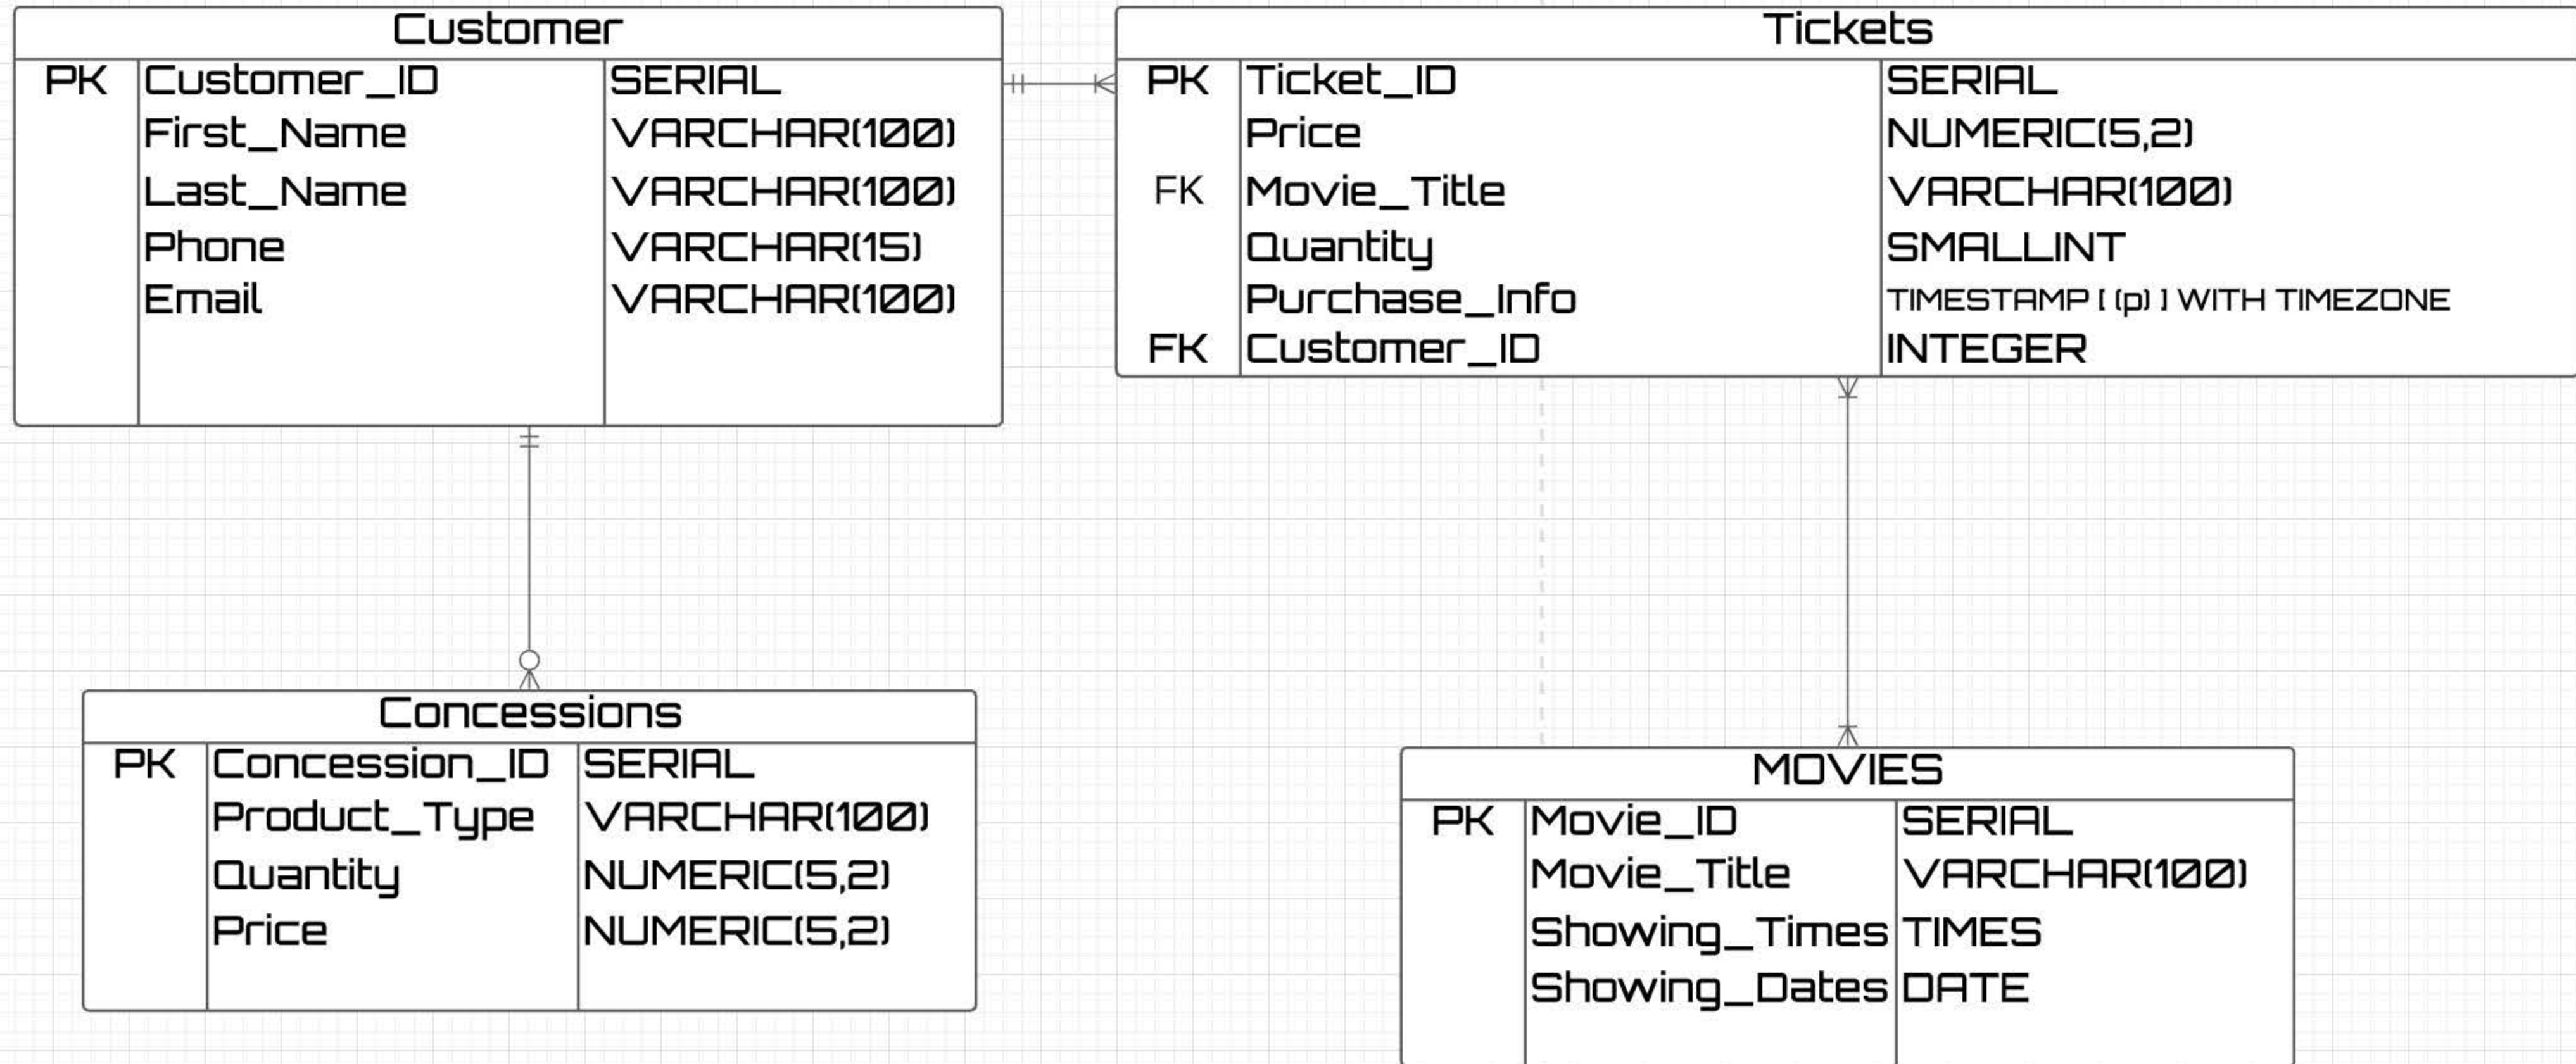 Customer
PK Customer_ID SERIAL
First_Name VARCHAR(100)
Last_Name VARCHAR(100)
Phone VARCHAR(15)
Email VARCHAR(100)
Tickets
PK Ticket_ID SERIAL
Price NUMERIC(5,2)
FK Movie_Title VARCHAR(100)
Quantity SMALLINT
Purchase_Info TIMESTAMP [ (p) ] WITH TIMEZONE
FK Customer_ID INTEGER
Concessions
PK Concession_ID SERIAL
Product_Type VARCHAR(100)
Quantity NUMERIC(5,2)
Price NUMERIC(5,2)
MOVIES
PK Movie_ID SERIAL
Movie_Title VARCHAR(100)
Showing_Times TIMES
Showing_Dates DATE